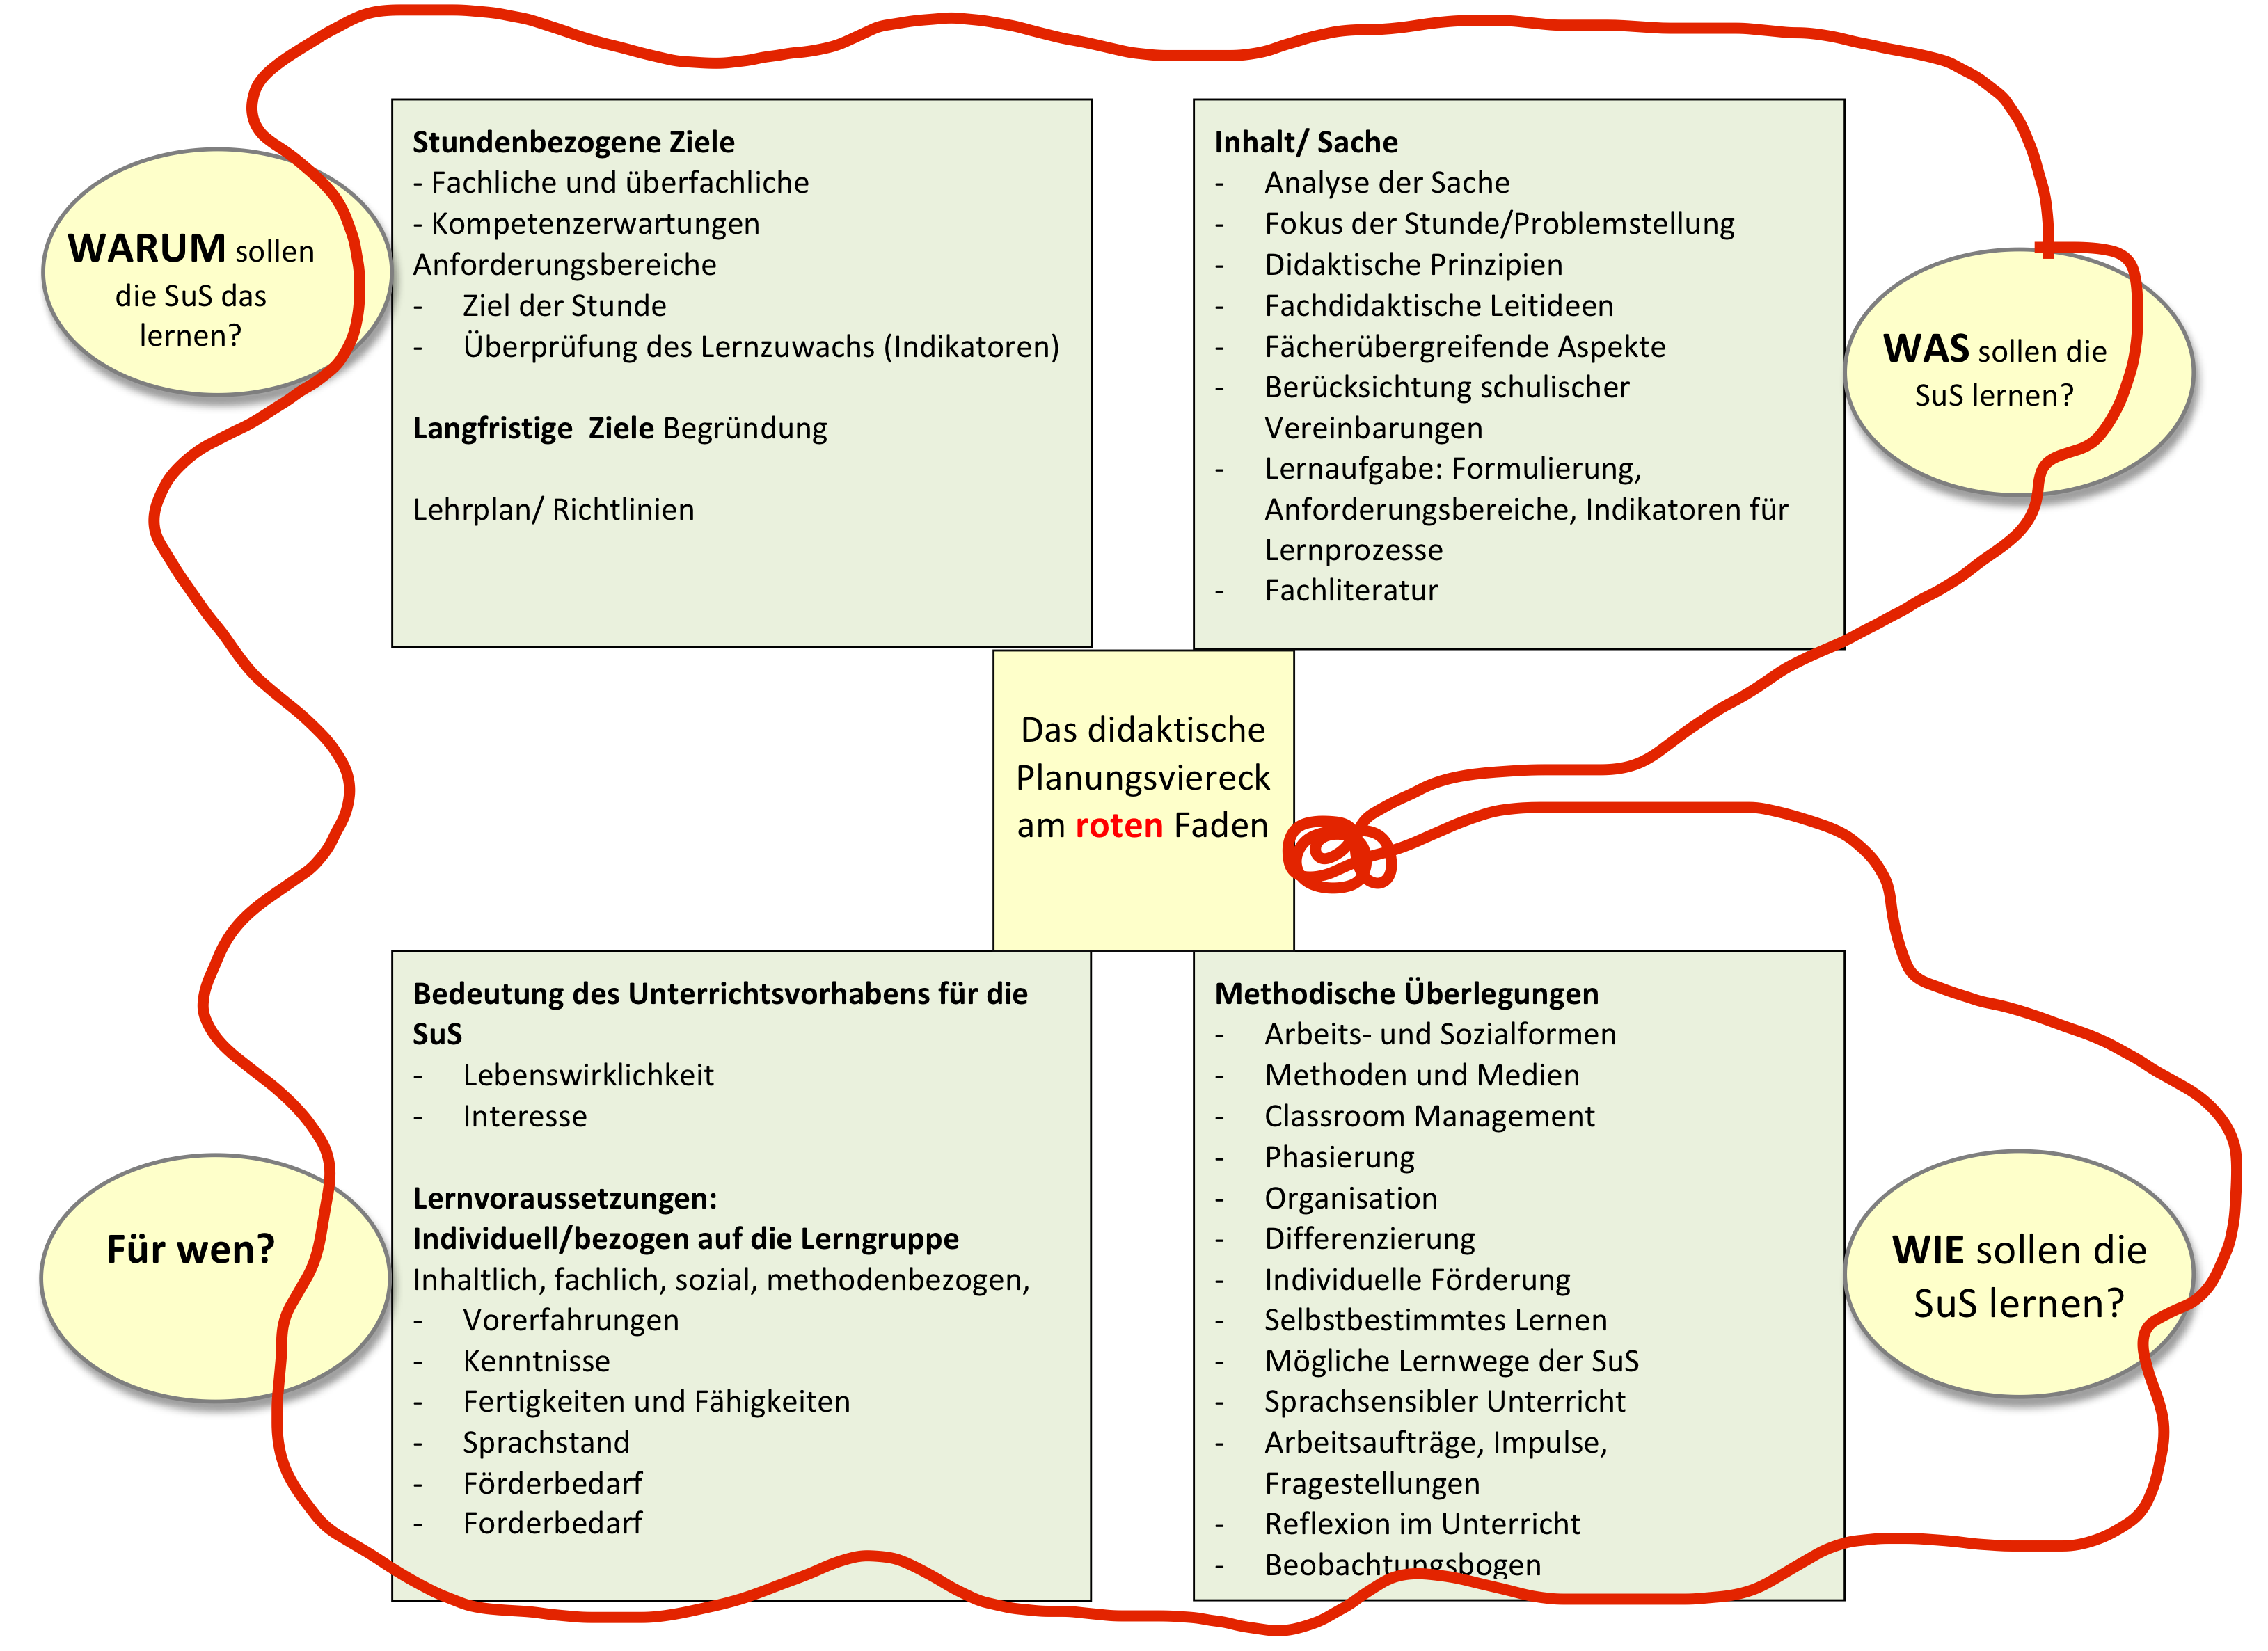 WARUM sollen
die SuS das
lernen?
Stundenbezogene Ziele
- Fachliche und überfachliche
- Kompetenzerwartungen
Anforderungsbereiche
- Ziel der Stunde
- Überprüfung des Lernzuwachs (Indikatoren)
Langfristige  Ziele Begründung
Lehrplan/ Richtlinien
Inhalt/ Sache
- Analyse der Sache
- Fokus der Stunde/Problemstellung
- Didaktische Prinzipien
- Fachdidaktische Leitideen
- Fächerübergreifende Aspekte
- Berücksichtung schulischer
Vereinbarungen
- Lernaufgabe: Formulierung,
Anforderungsbereiche, Indikatoren für
Lernprozesse
- Fachliteratur
WAS sollen die
SuS lernen?
Das didaktische
Planungsviereck
am roten Faden
Für wen?
Bedeutung des Unterrichtsvorhabens für die
SuS
- Lebenswirklichkeit
- Interesse
Lernvoraussetzungen:
Individuell/bezogen auf die Lerngruppe
Inhaltlich, fachlich, sozial, methodenbezogen,
- Vorerfahrungen
- Kenntnisse
- Fertigkeiten und Fähigkeiten
- Sprachstand
- Förderbedarf
- Forderbedarf
Methodische Überlegungen
- Arbeits- und Sozialformen
- Methoden und Medien
- Classroom Management
- Phasierung
- Organisation
- Differenzierung
- Individuelle Förderung
- Selbstbestimmtes Lernen
- Mögliche Lernwege der SuS
- Sprachsensibler Unterricht
- Arbeitsaufträge, Impulse,
Fragestellungen
- Reflexion im Unterricht
- Beobachtungsbogen
WIE sollen die
SuS lernen?